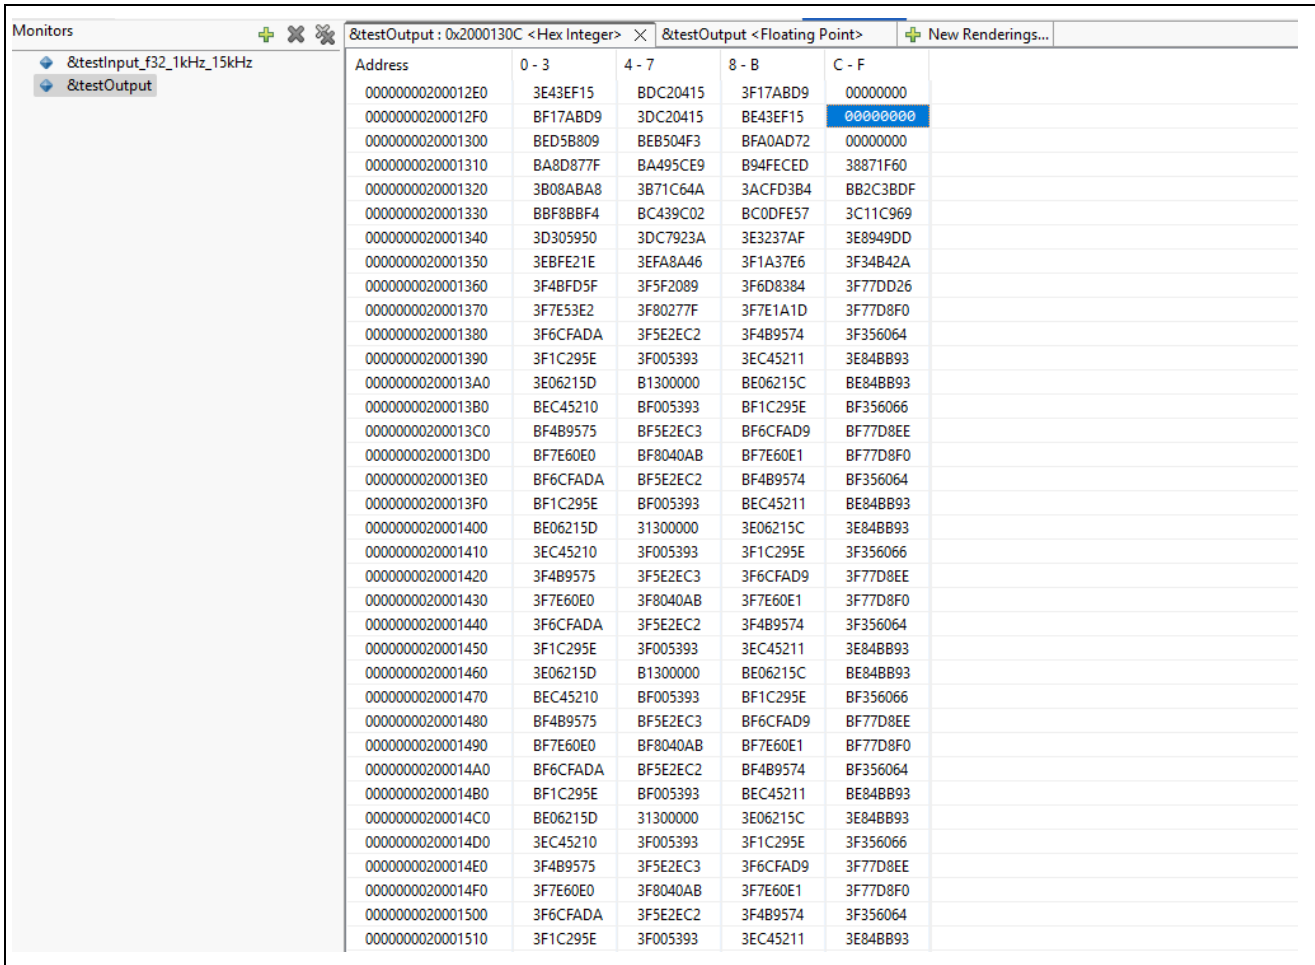 Monitors
&testInput_f32_1kHz_15kHz
&testOutput
&testOutput : 0x2000130C <Hex Integer> &testOutput <Floating Point> New Renderings...
Address 0 - 3 4 - 7 8 - B C - F
00000000200012E0 3E43EF15 BDC20415 3F17ABD9 00000000
00000000200012F0 BF17ABD9 3DC20415 BE43EF15 00000000
0000000020001300 BED5B809 BEB504F3 BFA0AD72 00000000
0000000020001310 BA8D877F BA495CE9 B94FECED 38871F60
0000000020001320 3B08ABA8 3B71C64A 3ACFD3B4 BB2C3BDF
0000000020001330 BBF8BBF4 BC439C02 BC0DFE57 3C11C969
0000000020001340 3D305950 3DC7923A 3E3237AF 3E8949DD
0000000020001350 3EBFE21E 3EFA8A46 3F1A37E6 3F34B42A
0000000020001360 3F4BFD5F 3F5F2089 3F6D8384 3F77DD26
0000000020001370 3F7E53E2 3F80277F 3F7E1A1D 3F77D8F0
0000000020001380 3F6CFADA 3F5E2EC2 3F4B9574 3F356064
0000000020001390 3F1C295E 3F005393 3EC45211 3E84BB93
00000000200013A0 3E06215D B1300000 BE06215C BE84BB93
00000000200013B0 BEC45210 BF005393 BF1C295E BF356066
00000000200013C0 BF4B9575 BF5E2EC3 BF6CFAD9 BF77D8EE
00000000200013D0 BF7E60E0 BF8040AB BF7E60E1 BF77D8F0
00000000200013E0 BF6CFADA BF5E2EC2 BF4B9574 BF356064
00000000200013F0 BF1C295E BF005393 BEC45211 BE84BB93
0000000020001400 BE06215D 31300000 3E06215C 3E84BB93
0000000020001410 3EC45210 3F005393 3F1C295E 3F356066
0000000020001420 3F4B9575 3F5E2EC3 3F6CFAD9 3F77D8EE
0000000020001430 3F7E60E0 3F8040AB 3F7E60E1 3F77D8F0
0000000020001440 3F6CFADA 3F5E2EC2 3F4B9574 3F356064
0000000020001450 3F1C295E 3F005393 3EC45211 3E84BB93
0000000020001460 3E06215D B1300000 BE06215C BE84BB93
0000000020001470 BEC45210 BF005393 BF1C295E BF356066
0000000020001480 BF4B9575 BF5E2EC3 BF6CFAD9 BF77D8EE
0000000020001490 BF7E60E0 BF8040AB BF7E60E1 BF77D8F0
00000000200014A0 BF6CFADA BF5E2EC2 BF4B9574 BF356064
00000000200014B0 BF1C295E BF005393 BEC45211 BE84BB93
00000000200014C0 BE06215D 31300000 3E06215C 3E84BB93
00000000200014D0 3EC45210 3F005393 3F1C295E 3F356066
00000000200014E0 3F4B9575 3F5E2EC3 3F6CFAD9 3F77D8EE
00000000200014F0 3F7E60E0 3F8040AB 3F7E60E1 3F77D8F0
0000000020001500 3F6CFADA 3F5E2EC2 3F4B9574 3F356064
0000000020001510 3F1C295E 3F005393 3EC45211 3E84BB93